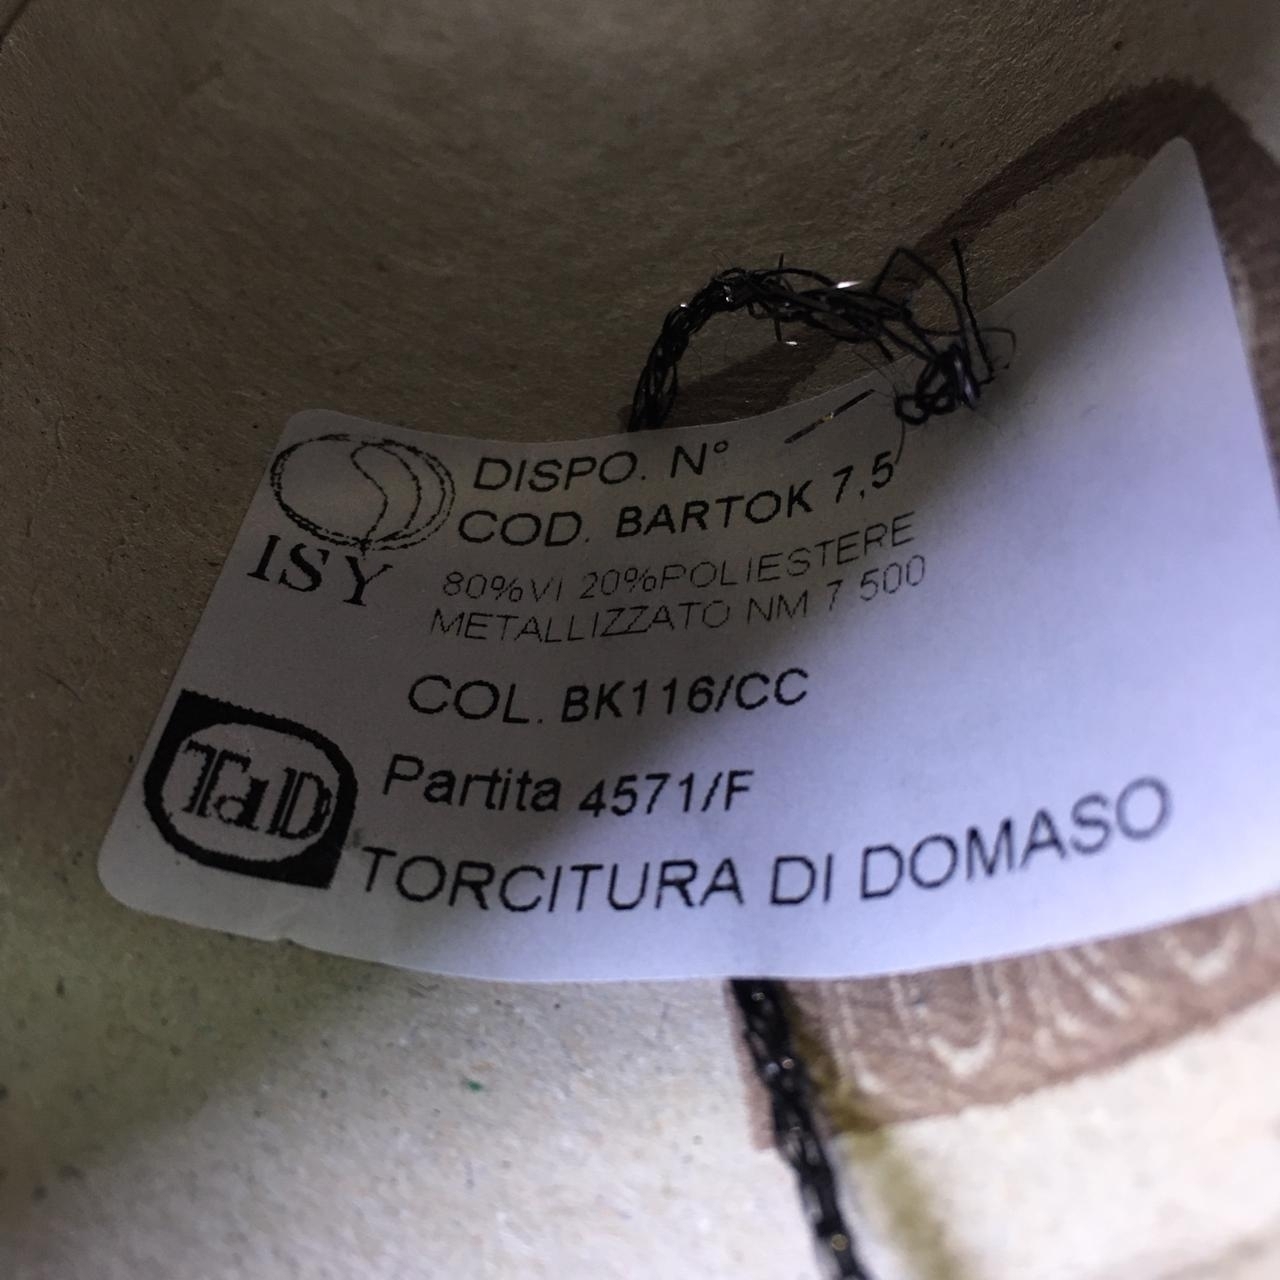 DISPO. N°
COD. BARTOK 7,5
ISY
80%VI 20%POLIESTERE
METALLIZZATO NM 7 500
COL. BK116/CC
TdD
Partita 4571/F
TORCITURA DI DOMASO